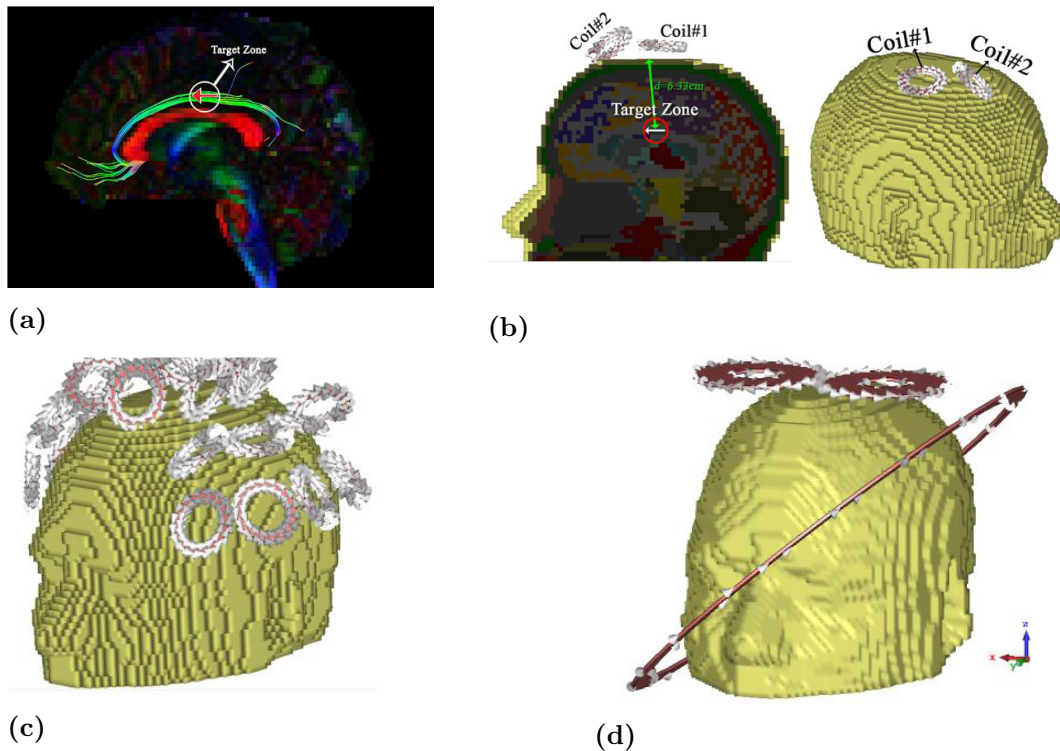 Target Zone
(a)
Coil#2
Coil#1
d=6.33cm
Target Zone
Coil#1
Coil#2
(b)
(c)
z
x
y
(d)